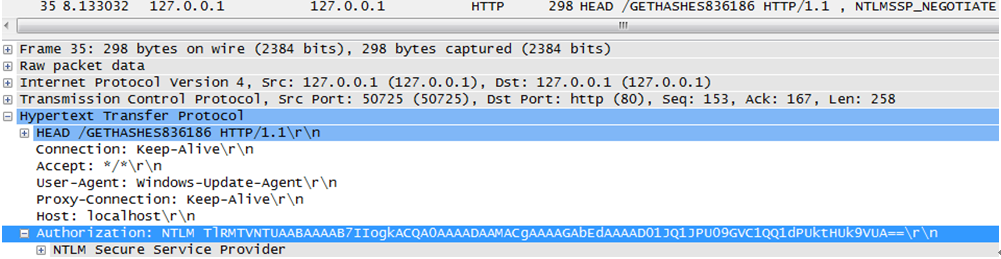 35 8.133032 127.0.0.1 127.0.0.1 HTTP 298 HEAD /GETHASHES836186 HTTP/1.1 , NTLMSSP_NEGOTIATE
Frame 35: 298 bytes on wire (2384 bits), 298 bytes captured (2384 bits)
Raw packet data
Internet Protocol Version 4, Src: 127.0.0.1 (127.0.0.1), Dst: 127.0.0.1 (127.0.0.1)
Transmission Control Protocol, Src Port: 50725 (50725), Dst Port: http (80), Seq: 153, Ack: 167, Len: 258
Hypertext Transfer Protocol
HEAD /GETHASHES836186 HTTP/1.1\r\n
Connection: Keep-Alive\r\n
Accept: */*\r\n
User-Agent: Windows-Update-Agent\r\n
Proxy-Connection: Keep-Alive\r\n
Host: localhost\r\n
Authorization: NTLM TlRMTVNTUAABAAAAB7IIogkACQA0AAAADAAMACgAAAAGAbEdAAAAD01JQ1JPU09GVC1QQ1dPUktHUk9VUA==\r\n
NTLM Secure Service Provider